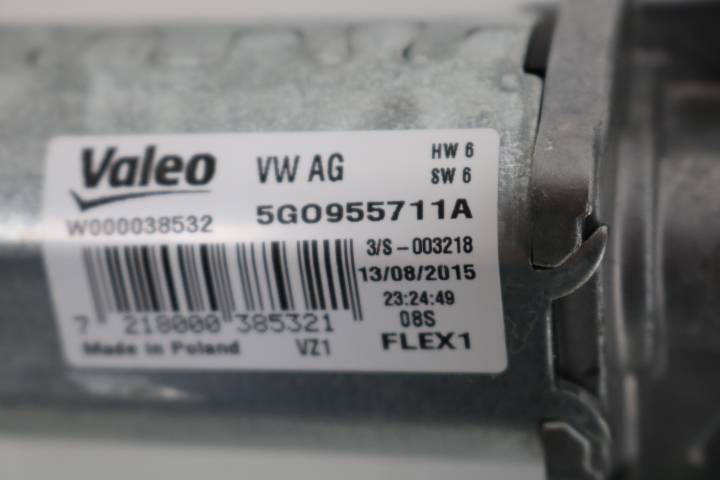 Valeo VW AG HW 6
SW 6
W000038532 5G0955711A
3/S-003218
13/08/2015
23:24:49
7 218000 385321 08S
Made in Poland VZ1 FLEX1